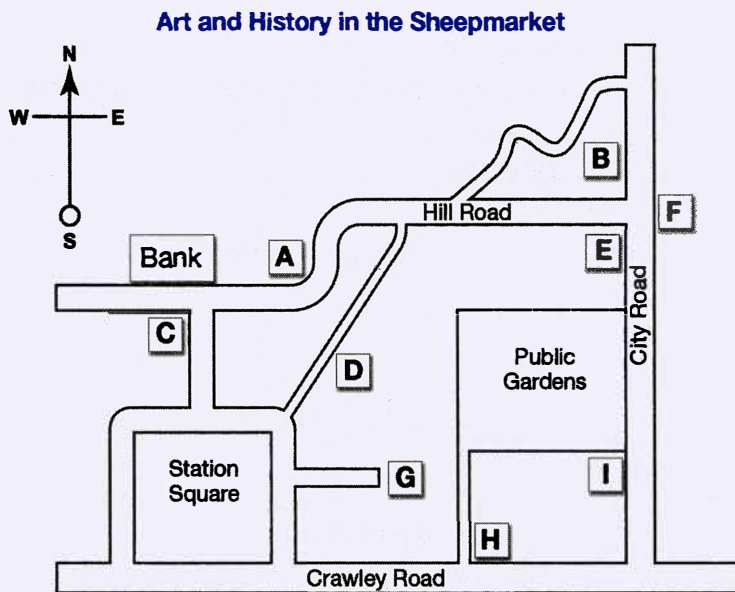 Art and History in the Sheepmarket
N
W E
S
B
Hill Road
F
A
E
Bank
C
City Road
D
Public
Gardens
Station
Square
G
I
H
Crawley Road